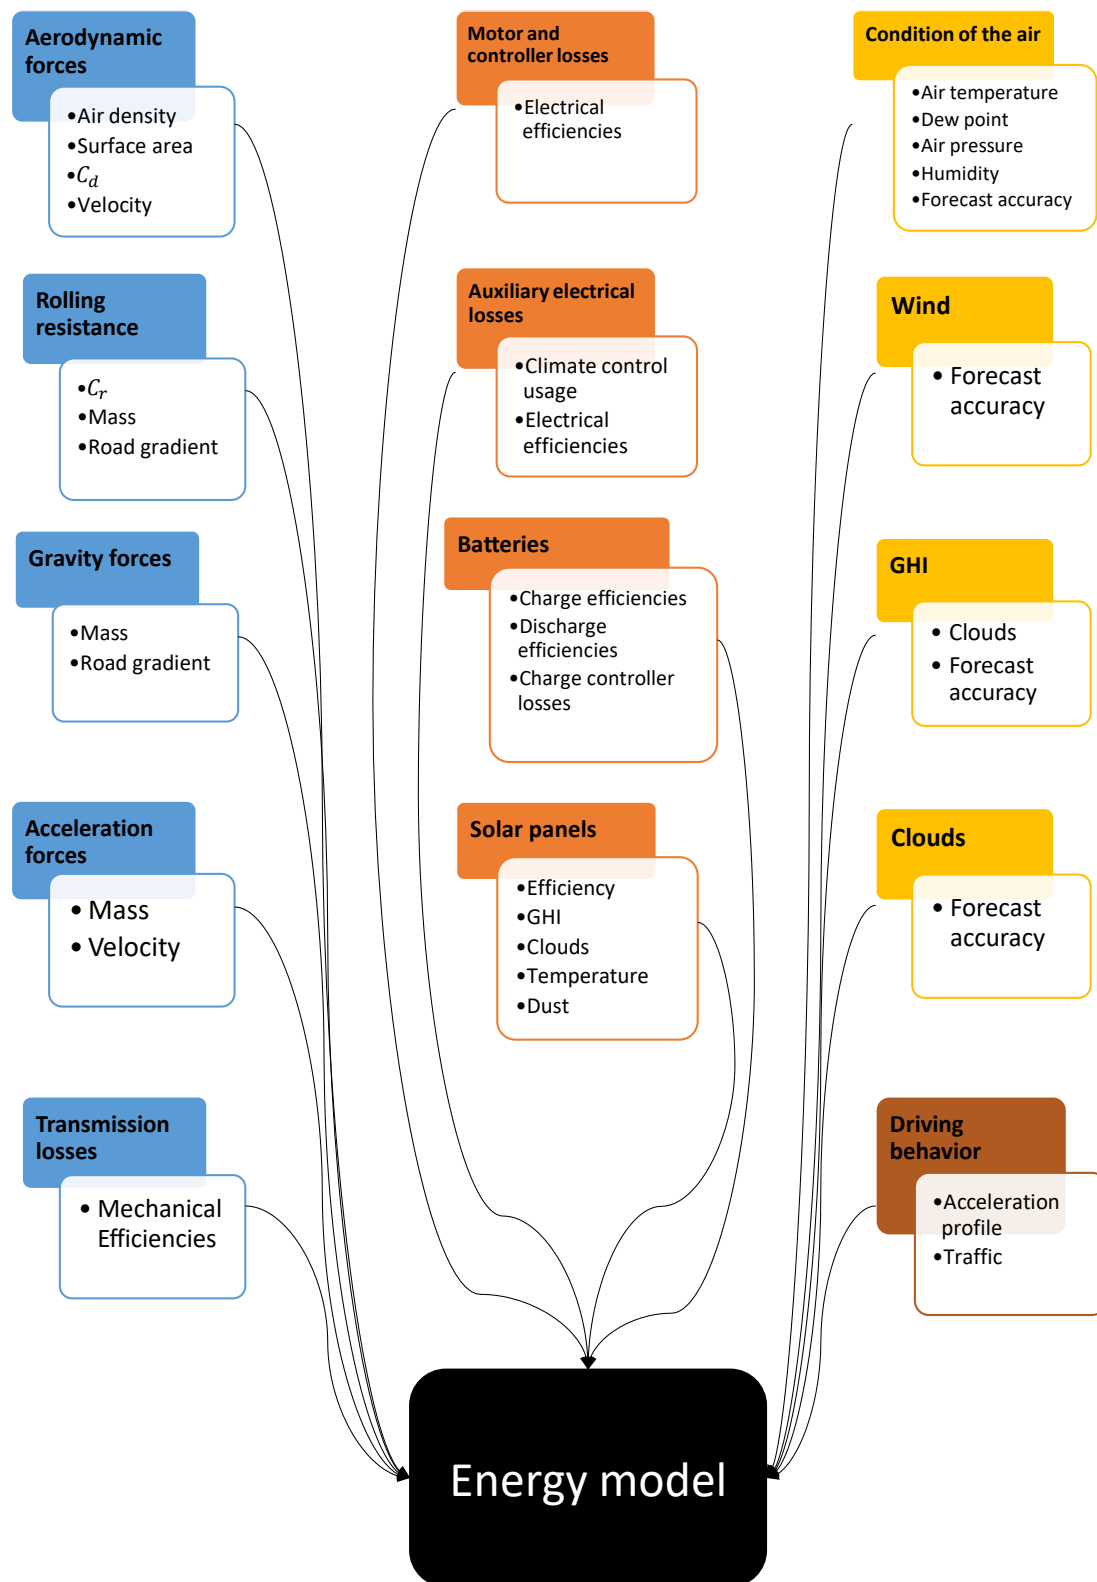 Aerodynamic
forces
•Air density
•Surface area
•C_d
•Velocity
Rolling
resistance
•C_r
•Mass
•Road gradient
Gravity forces
•Mass
•Road gradient
Acceleration
forces
• Mass
• Velocity
Transmission
losses
• Mechanical
Efficiencies
Motor and
controller losses
•Electrical
efficiencies
Auxiliary electrical
losses
•Climate control
usage
•Electrical
efficiencies
Batteries
•Charge efficiencies
•Discharge
efficiencies
•Charge controller
losses
Solar panels
•Efficiency
•GHI
•Clouds
•Temperature
•Dust
Condition of the air
•Air temperature
•Dew point
•Air pressure
•Humidity
•Forecast accuracy
Wind
• Forecast
accuracy
GHI
• Clouds
• Forecast
accuracy
Clouds
• Forecast
accuracy
Driving
behavior
•Acceleration
profile
•Traffic
Energy model